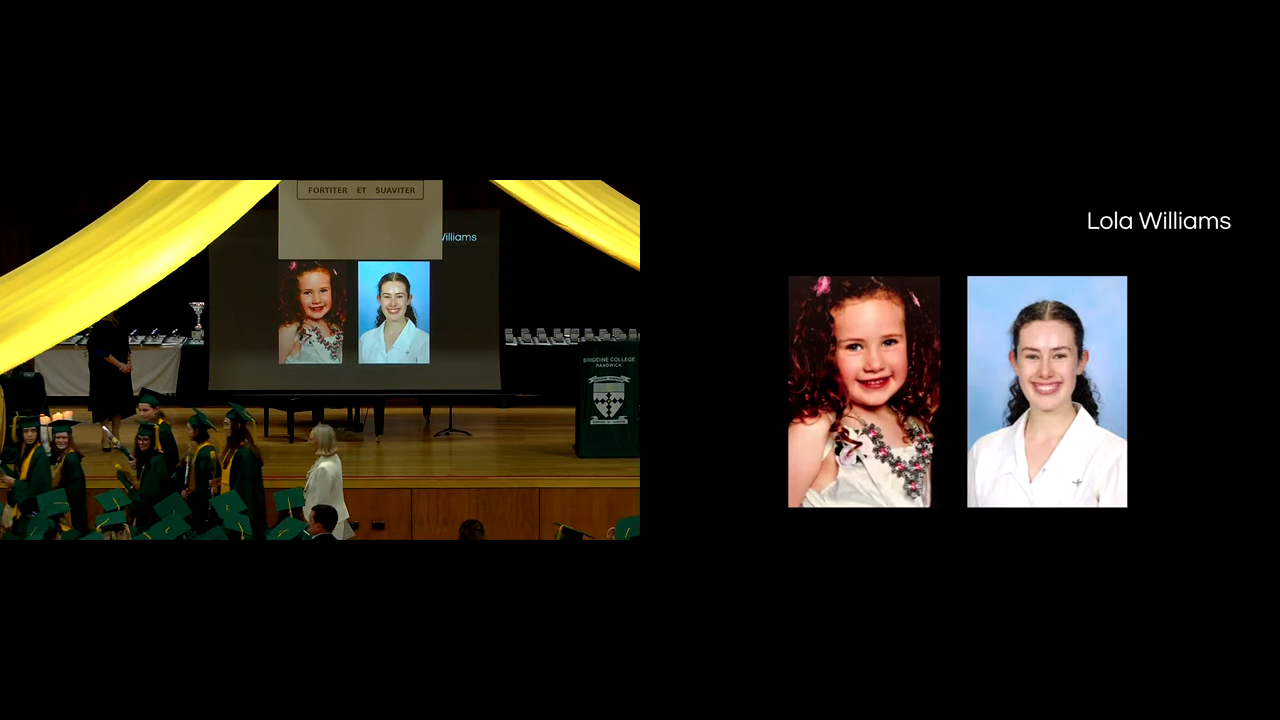 FORTITER ET SUAVITER
Williams
BRIGIDINE COLLEGE
RANDWICK
Lola Williams